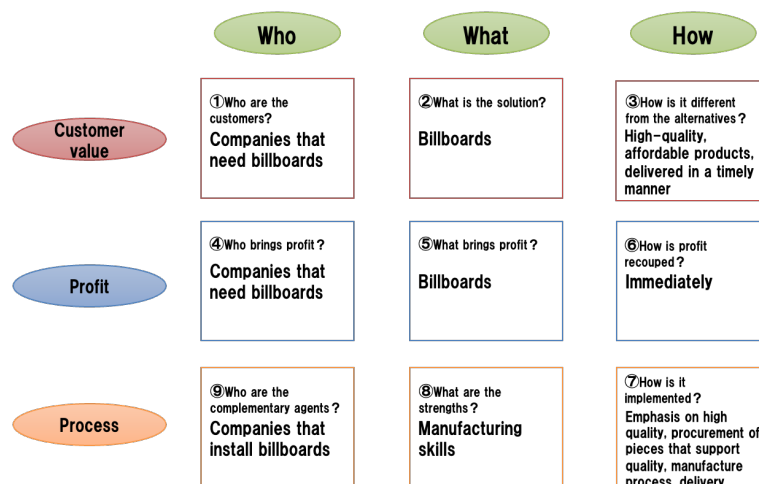 Who
What
How
Customer
value
①Who are the
customers?
Companies that
need billboards
②What is the solution?
Billboards
③How is it different
from the alternatives?
High-quality,
affordable products,
delivered in a timely
manner
Profit
④Who brings profit?
Companies that
need billboards
⑤What brings profit?
Billboards
⑥How is profit
recouped?
Immediately
Process
⑨Who are the
complementary agents?
Companies that
install billboards
⑧What are the
strengths?
Manufacturing
skills
⑦How is it
implemented?
Emphasis on high
quality, procurement of
pieces that support
quality, manufacture
process, delivery